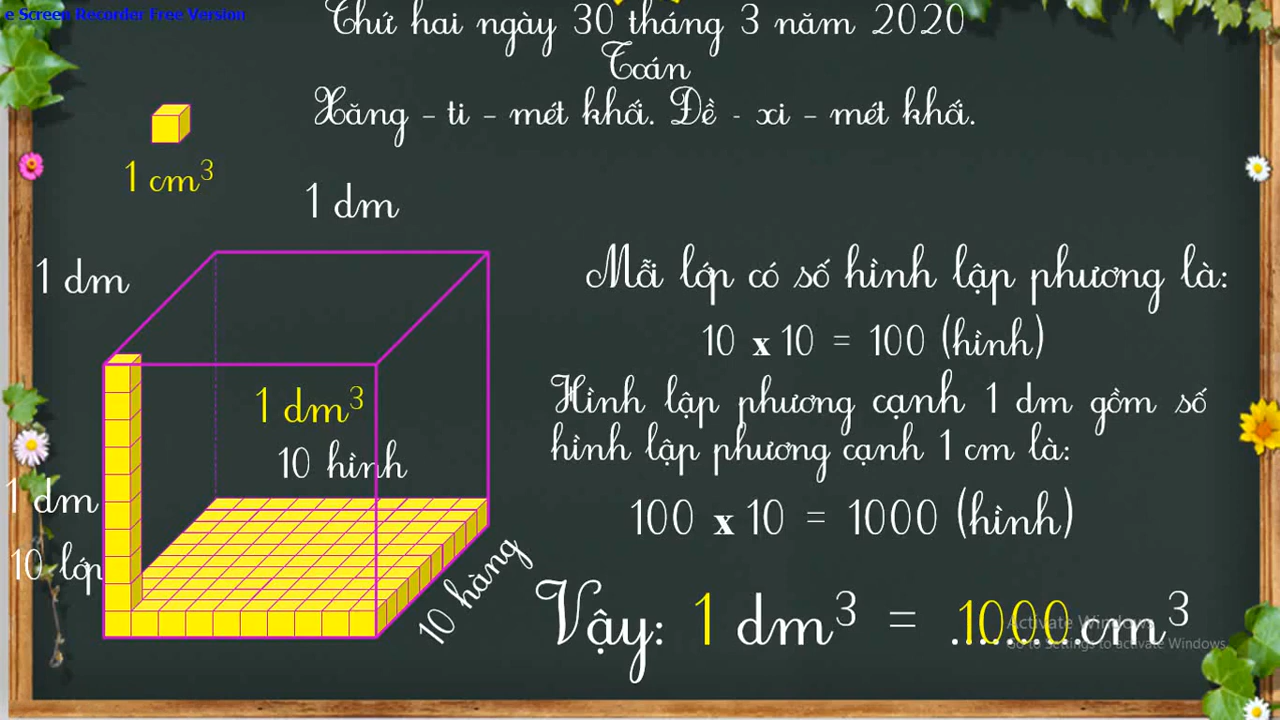 e Screen Recorder Free Version
Thứ hai ngày 30 tháng 3 năm 2020
Toán
Xăng - ti - mét khối. Đề - xi - mét khối.
1 cm³
1 dm
1 dm
1 dm³
10 hình
1 dm
10 lớp
10 hàng
Mỗi lớp có số hình lập phương là:
10 x 10 = 100 (hình)
Hình lập phương cạnh 1 dm gồm số
hình lập phương cạnh 1 cm là:
100 x 10 = 1000 (hình)
Vậy: 1 dm³ = .1000.cm³
Activate Windows
Go to Settings to activate Windows.